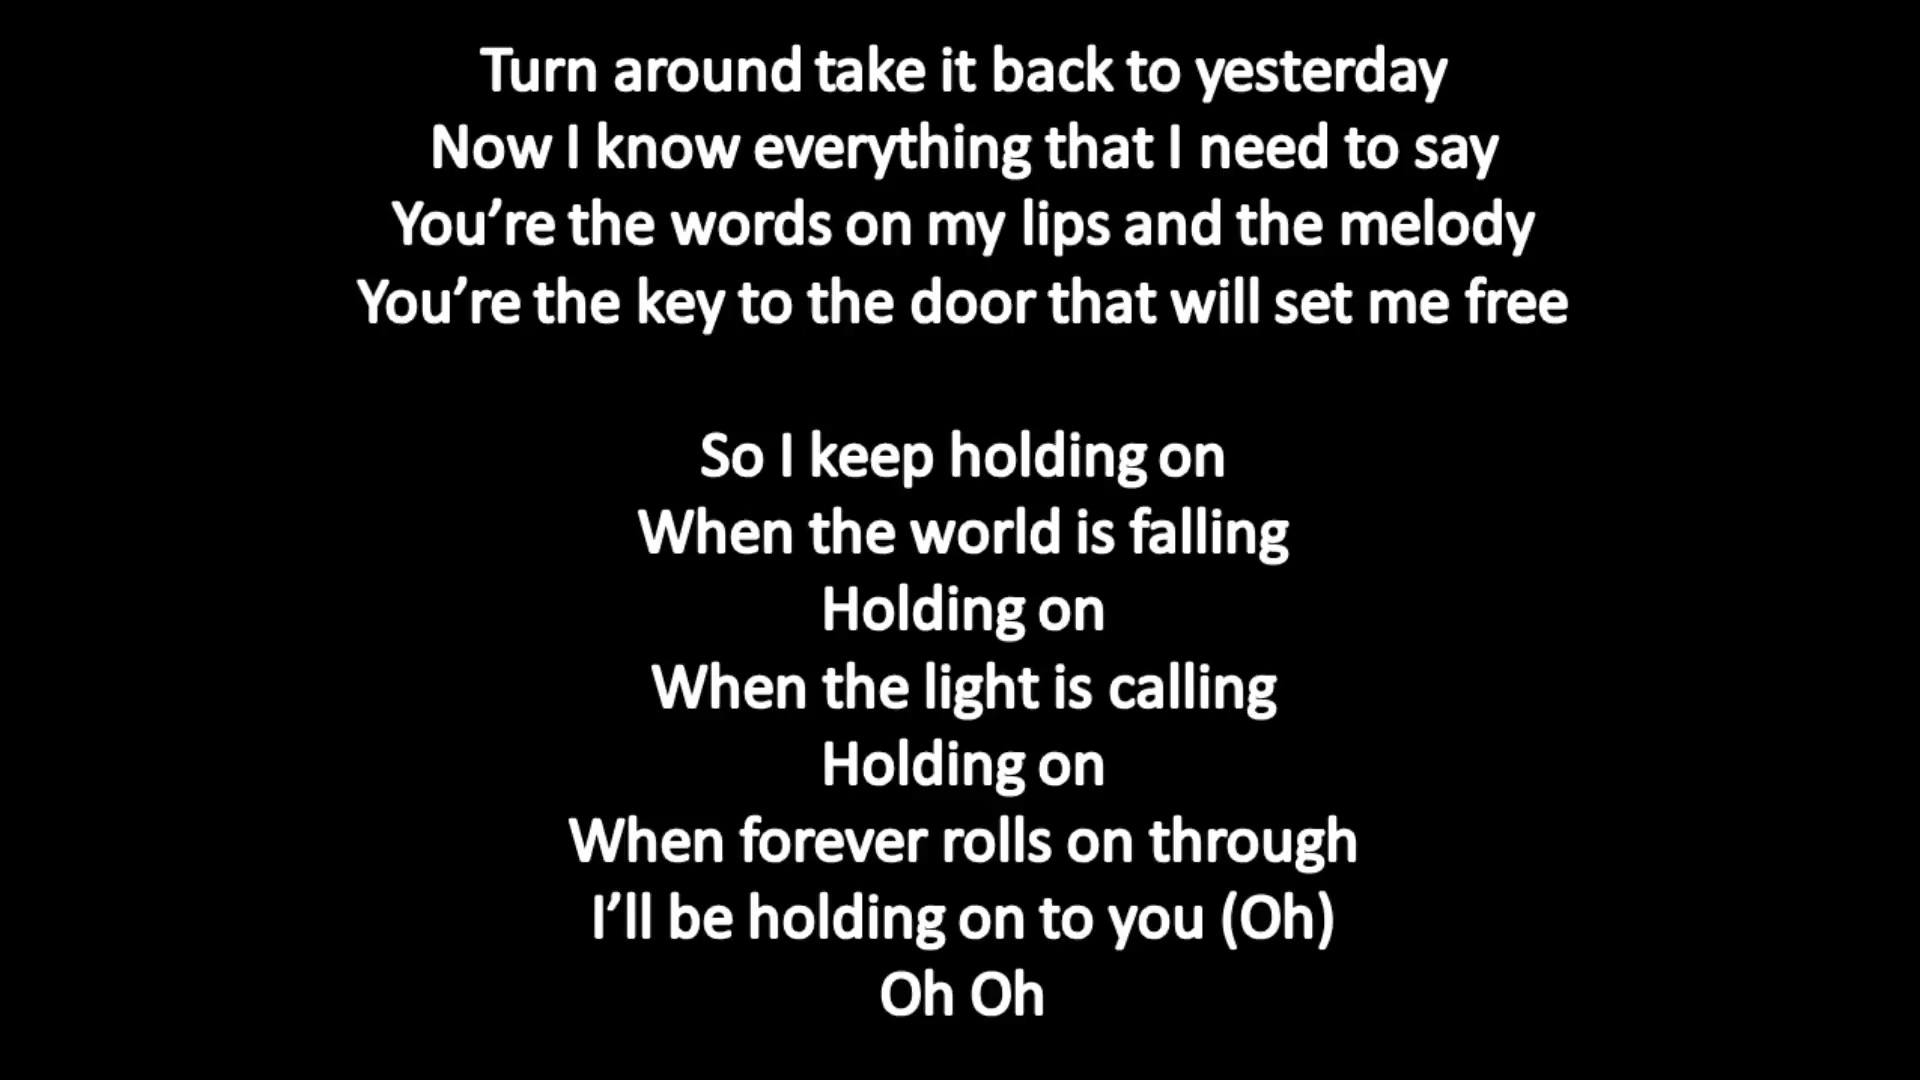 Turn around take it back to yesterday
Now I know everything that I need to say
You’re the words on my lips and the melody
You’re the key to the door that will set me free
So I keep holding on
When the world is falling
Holding on
When the light is calling
Holding on
When forever rolls on through
I’ll be holding on to you (Oh)
Oh Oh